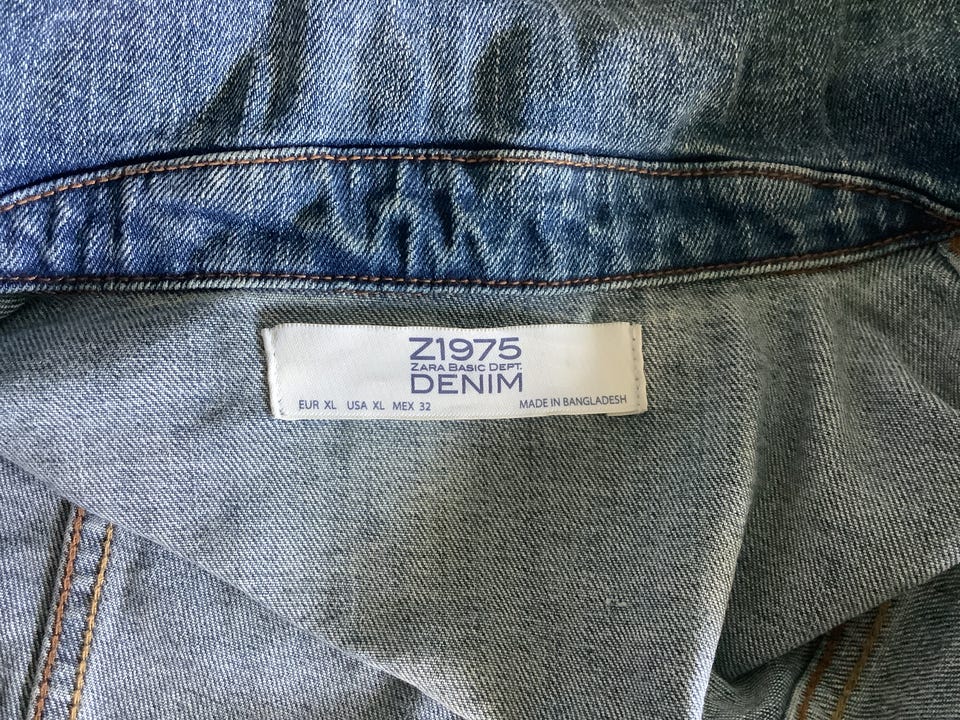 Z1975
ZARA BASIC DEPT.
DENIM
EUR XL USA XL MEX 32 MADE IN BANGLADESH